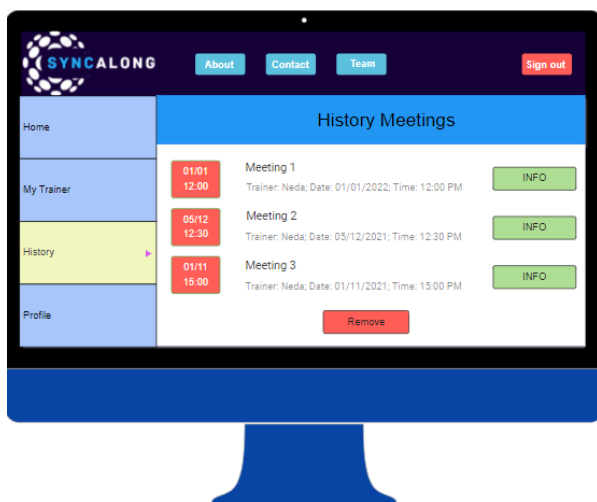 SYNCALONG
About Contact Team Sign out
Home
History Meetings
My Trainer
History
Profile
01/01
12:00
Meeting 1
Trainer: Neda; Date: 01/01/2022; Time: 12:00 PM
INFO
05/12
12:30
Meeting 2
Trainer: Neda; Date: 05/12/2021; Time: 12:30 PM
INFO
01/11
15:00
Meeting 3
Trainer: Neda; Date: 01/11/2021; Time: 15:00 PM
INFO
Remove